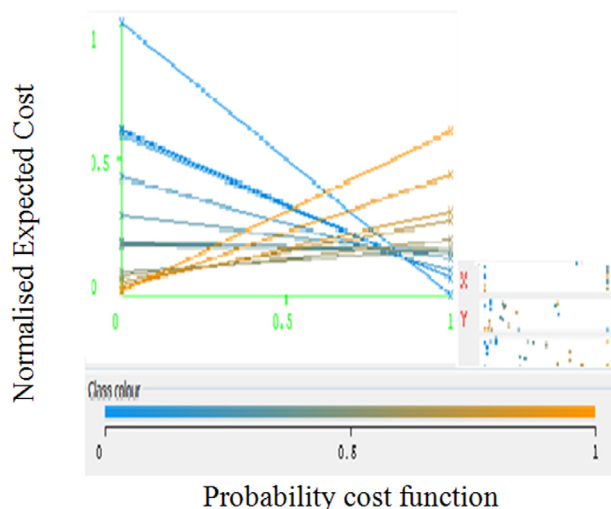 Normalised Expected Cost
1
0.5
0
0 0.5 1
X
Y
Class colour
0 0.5 1
Probability cost function